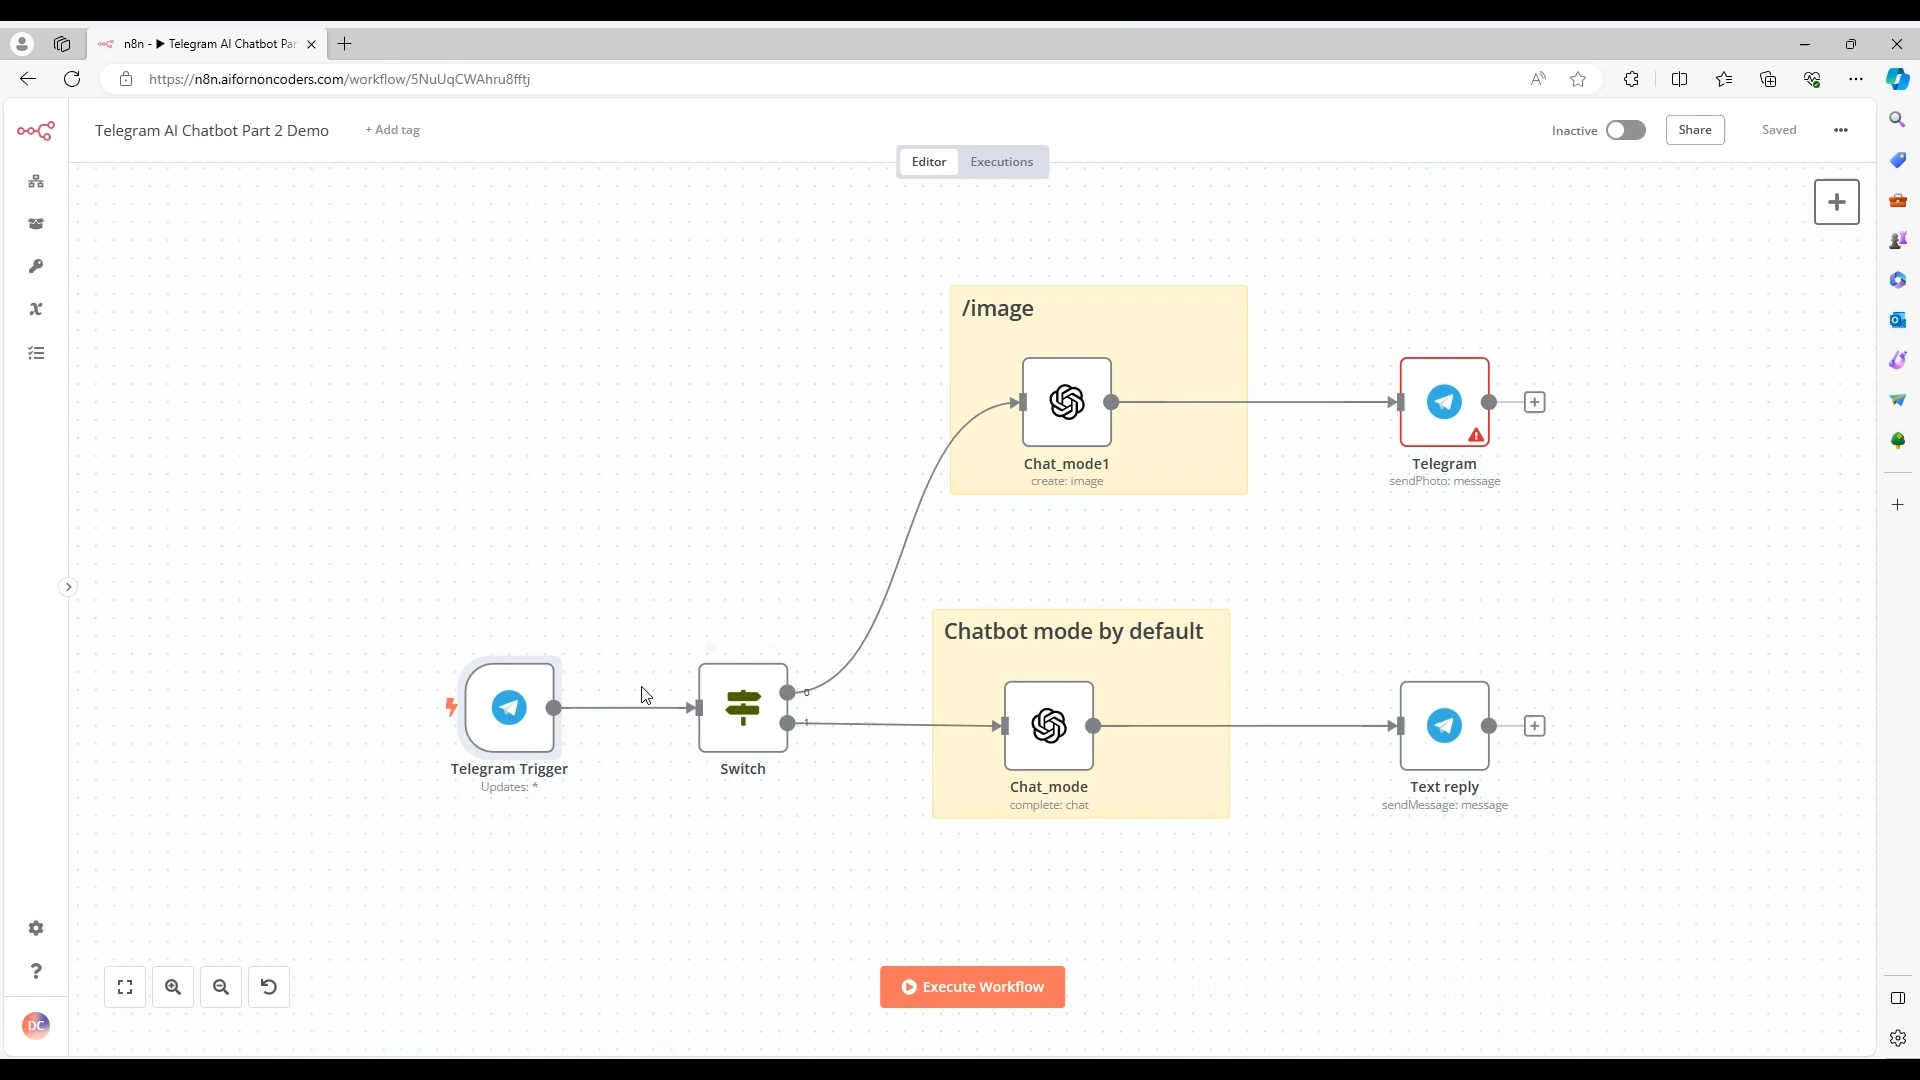 n8n - ▶ Telegram AI Chatbot Par
https://n8n.aifornoncoders.com/workflow/5NuUqCWAhru8fftj
Telegram AI Chatbot Part 2 Demo
+ Add tag
Inactive
Share
Saved
Editor
Executions
/image
Chat_mode1
create: image
Telegram
sendPhoto: message
Chatbot mode by default
0
1
Telegram Trigger
Updates: *
Switch
Chat_mode
complete: chat
Text reply
sendMessage: message
Execute Workflow
DC